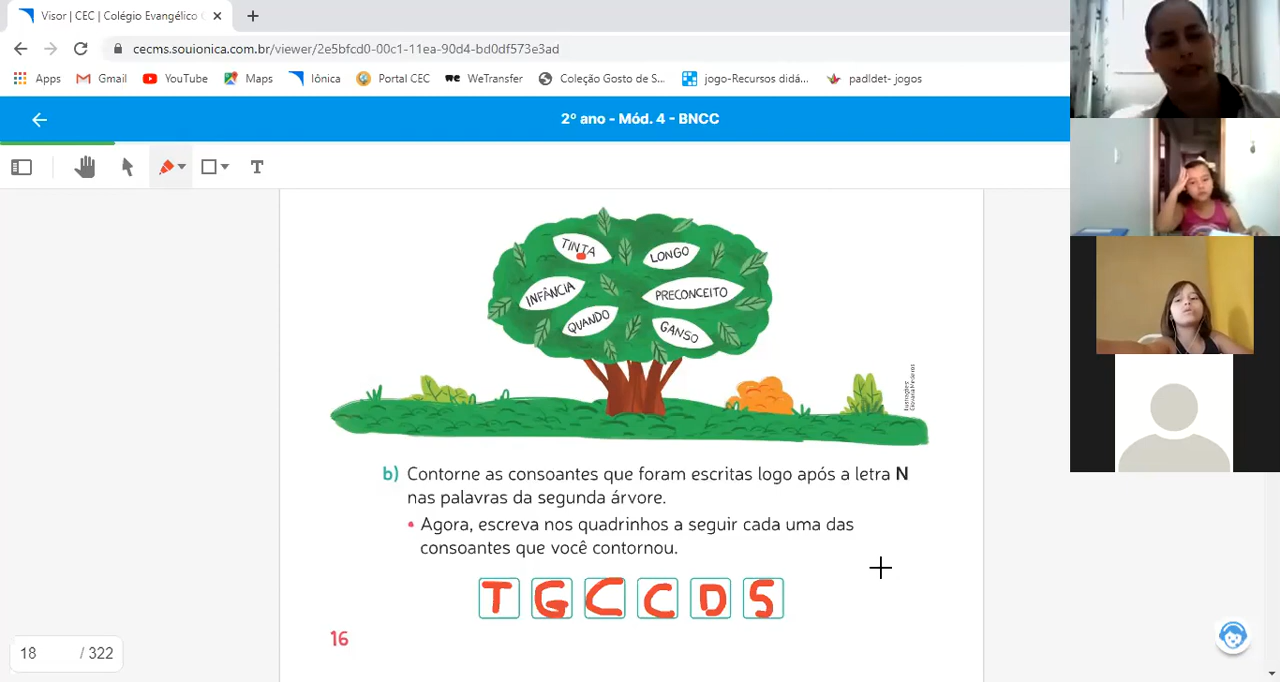 Visor | CEC | Colégio Evangélico
cecms.souionica.com.br/viewer/2e5bfcd0-00c1-11ea-90d4-bd0df573e3ad
Apps Gmail YouTube Maps Iônica Portal CEC WeTransfer Coleção Gosto de S... jogo-Recursos didá... padldet- jogos
2º ano - Mód. 4 - BNCC
T
TINTA LONGO
INFÂNCIA PRECONCEITO
QUANDO GANSO
Ilustrações:
b) Contorne as consoantes que foram escritas logo após a letra N
nas palavras da segunda árvore.
• Agora, escreva nos quadrinhos a seguir cada uma das
consoantes que você contornou.
T G C C D S
16
18 / 322